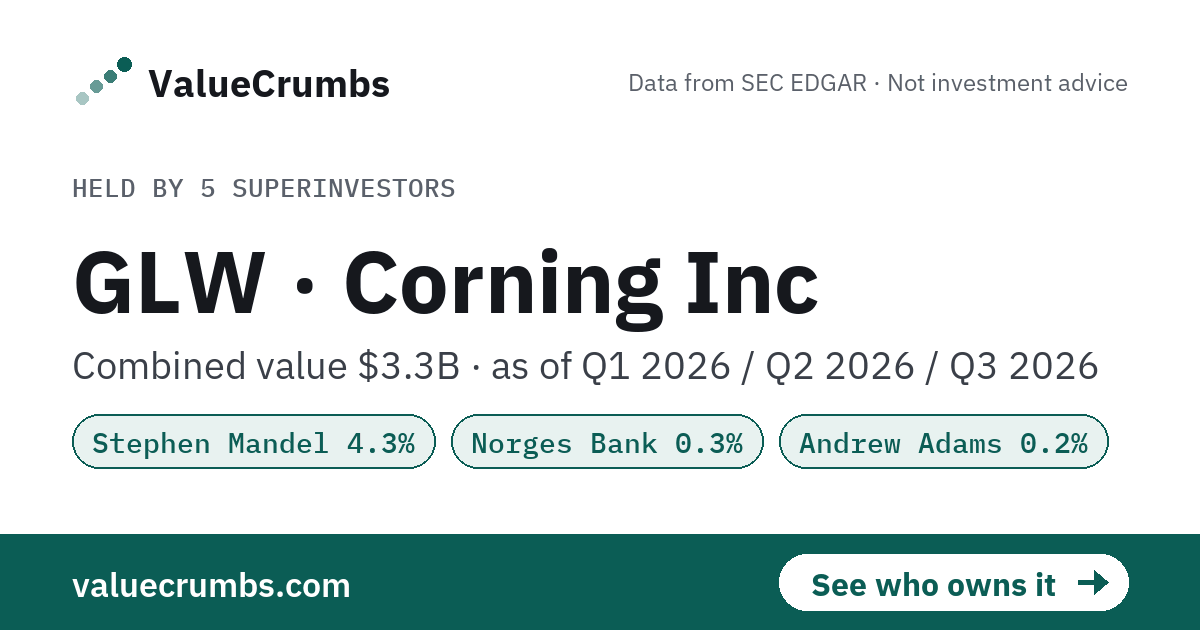 ValueCrumbs
Data from SEC EDGAR · Not investment advice
HELD BY 5 SUPERINVESTORS
GLW · Corning Inc
Combined value $3.3B · as of Q1 2026 / Q2 2026 / Q3 2026
Stephen Mandel 4.3% Norges Bank 0.3% Andrew Adams 0.2%
valuecrumbs.com
See who owns it →